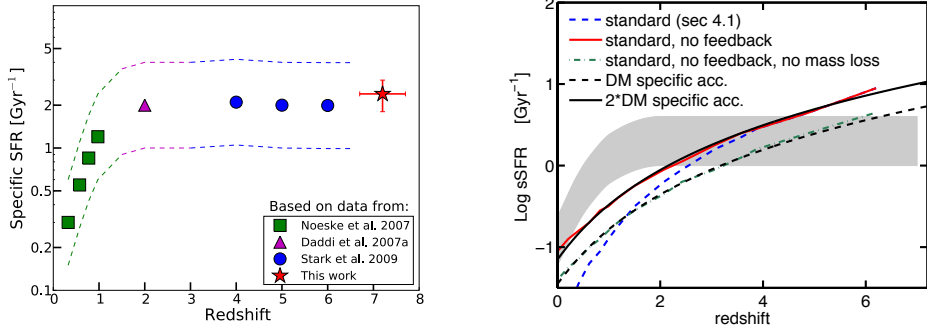 Specific SFR [Gyr⁻¹]
5
2
1
0.5
0.2
0.1
0 1 2 3 4 5 6 7 8
Redshift
Based on data from:
Noeske et al. 2007
Daddi et al. 2007a
Stark et al. 2009
This work
Log sSFR [Gyr⁻¹]
2
1
0
−1
0 2 4 6
redshift
standard (sec 4.1)
standard, no feedback
standard, no feedback, no mass loss
DM specific acc.
2*DM specific acc.